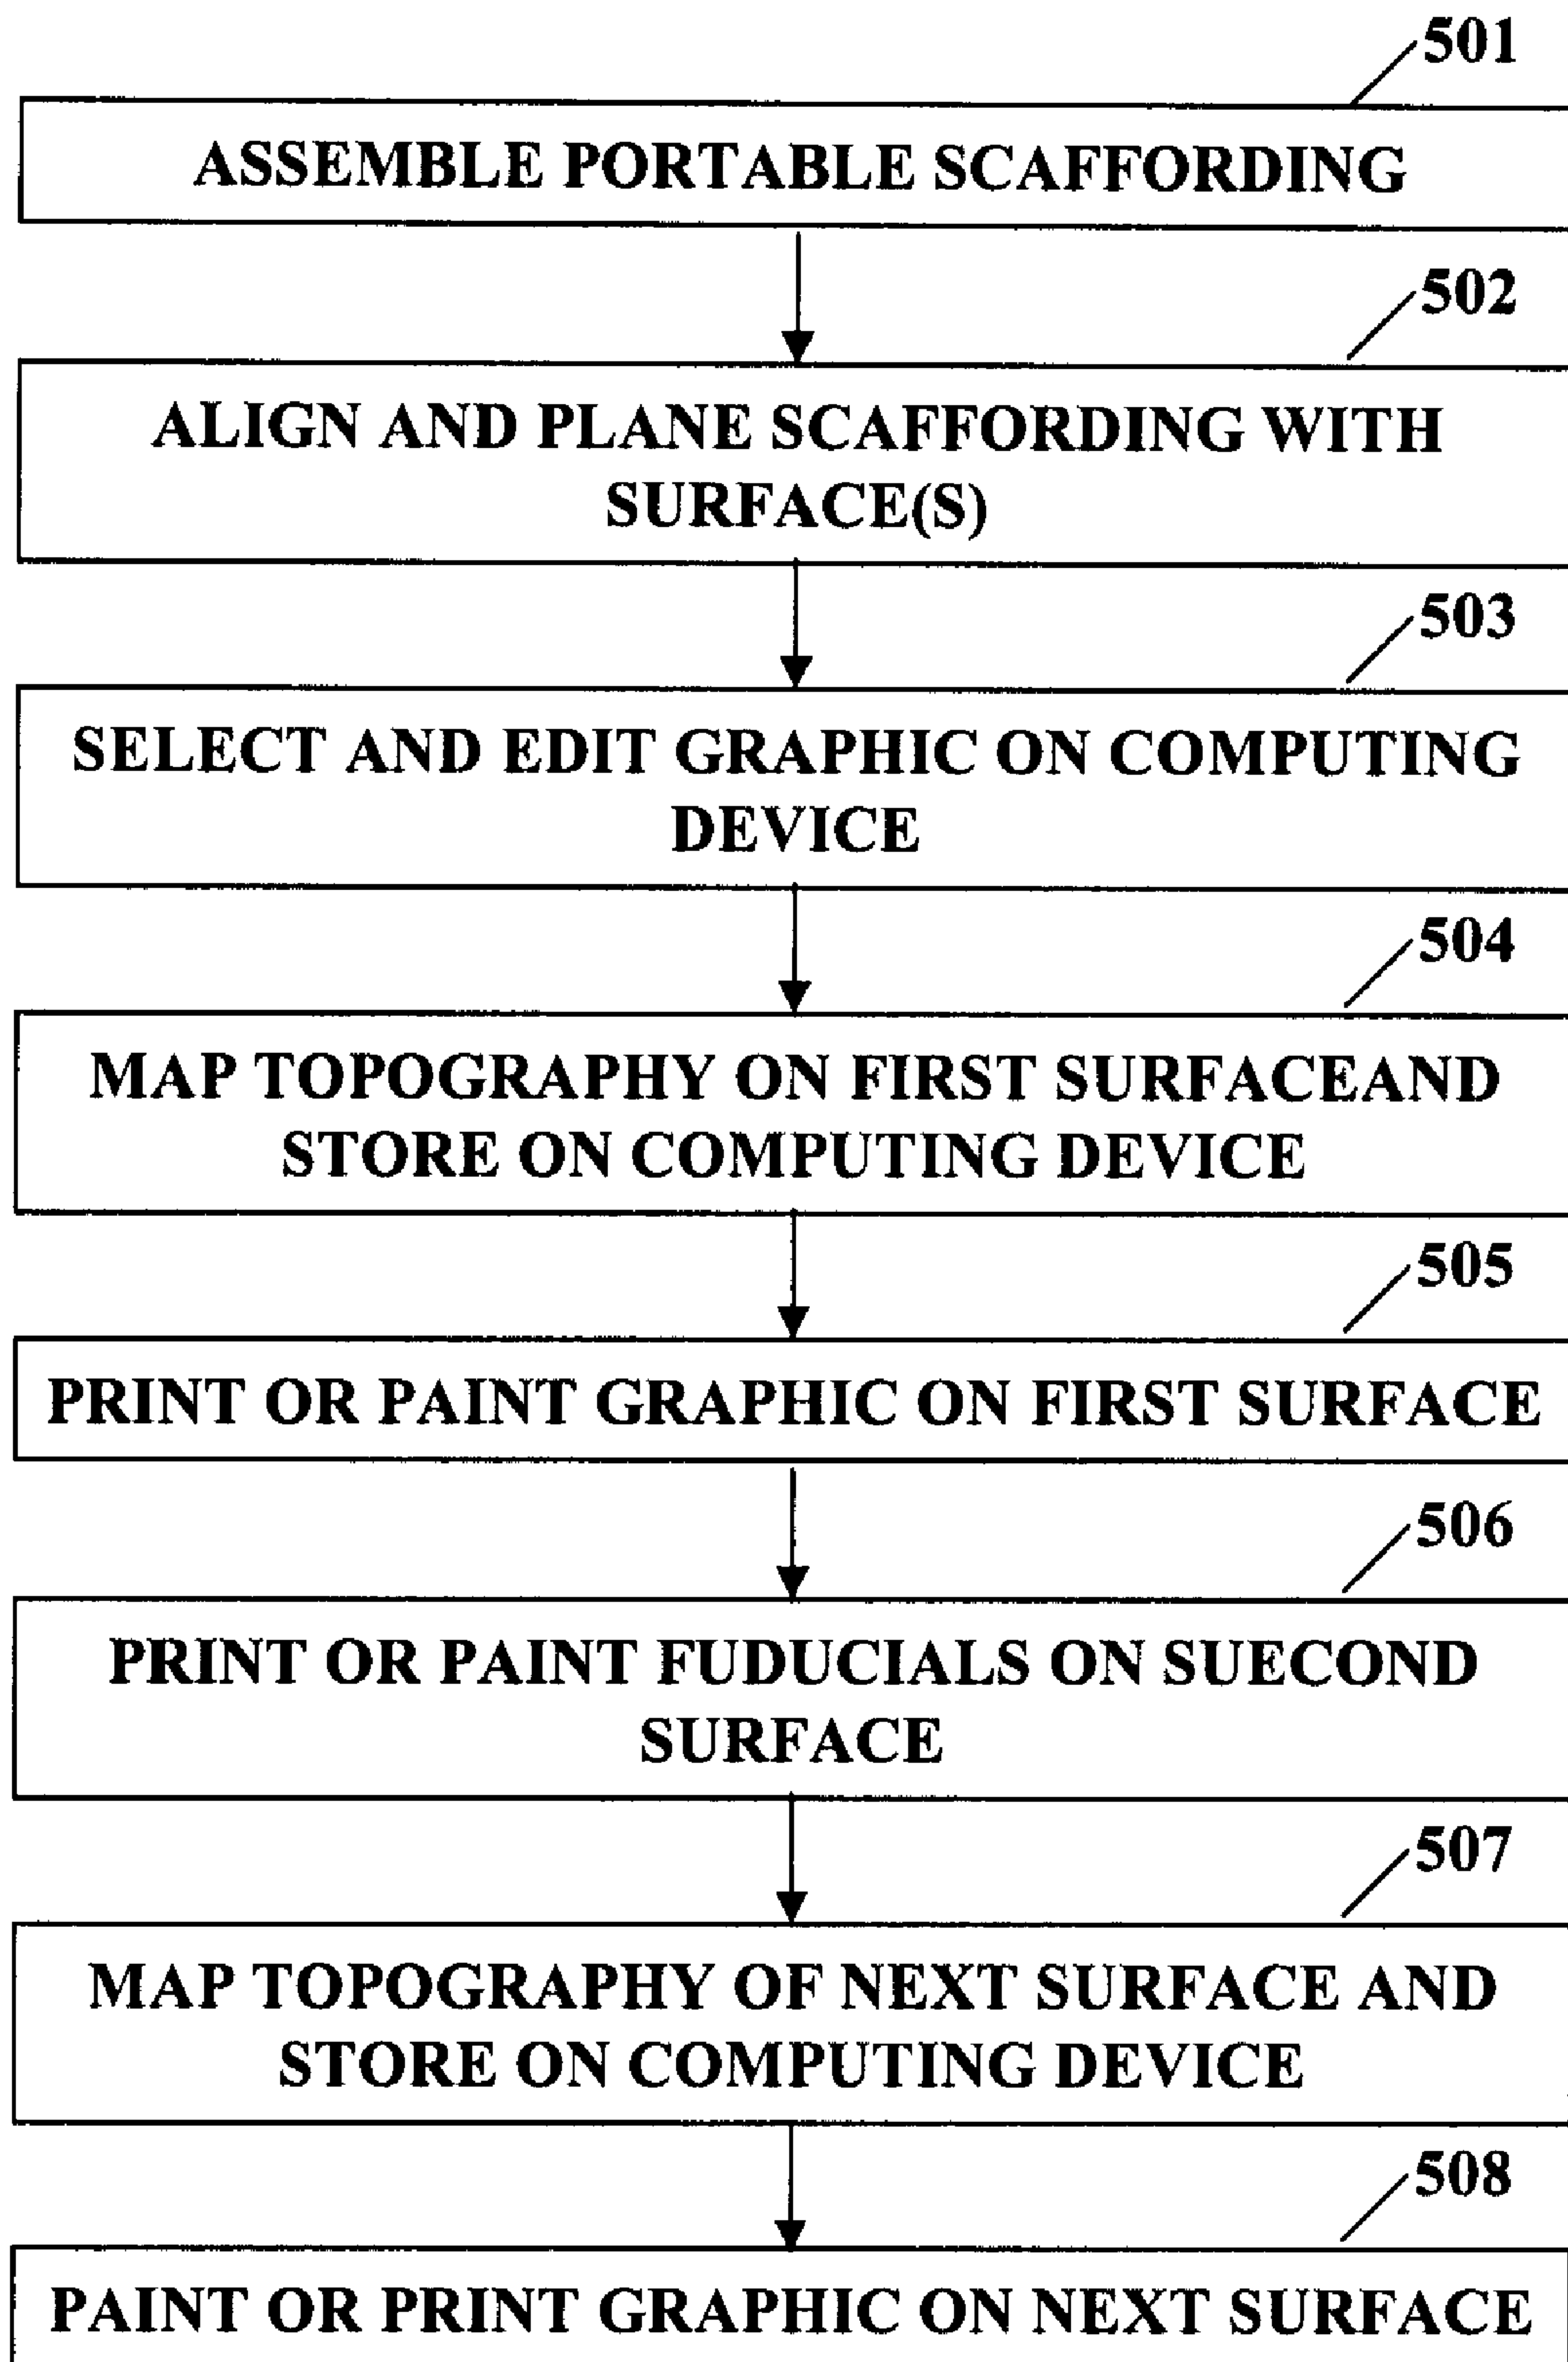 501
ASSEMBLE PORTABLE SCAFFORDING
502
ALIGN AND PLANE SCAFFORDING WITH
SURFACE(S)
503
SELECT AND EDIT GRAPHIC ON COMPUTING
DEVICE
504
MAP TOPOGRAPHY ON FIRST SURFACEAND
STORE ON COMPUTING DEVICE
505
PRINT OR PAINT GRAPHIC ON FIRST SURFACE
506
PRINT OR PAINT FUDUCIALS ON SUECOND
SURFACE
507
MAP TOPOGRAPHY OF NEXT SURFACE AND
STORE ON COMPUTING DEVICE
508
PAINT OR PRINT GRAPHIC ON NEXT SURFACE